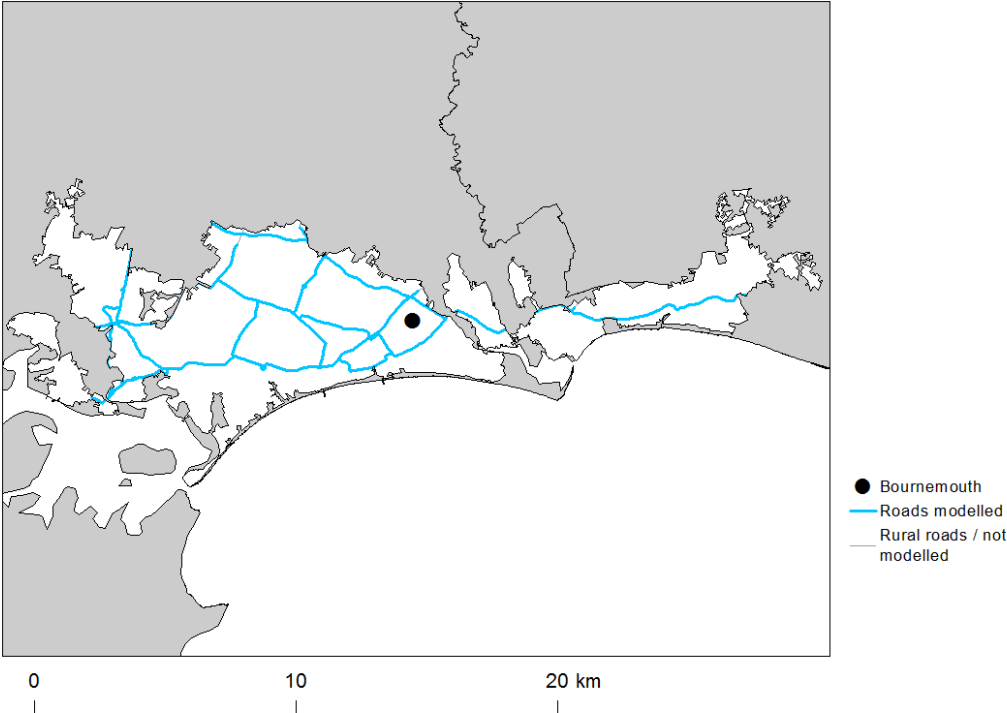 Bournemouth
Roads modelled
Rural roads / not
modelled
0 10 20 km